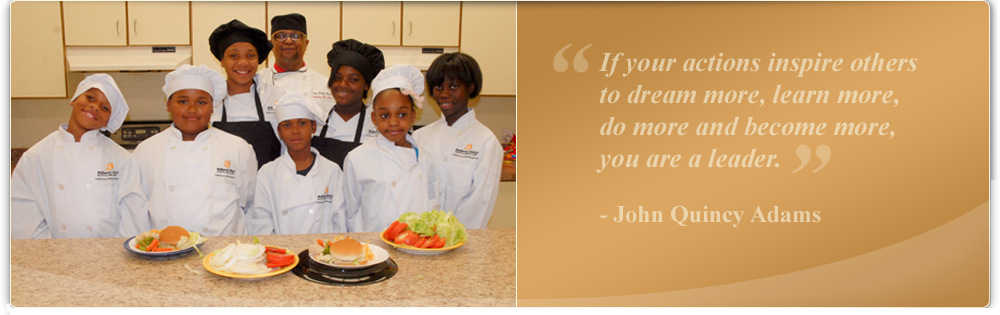 “ If your actions inspire others
to dream more, learn more,
do more and become more,
you are a leader. ”
- John Quincy Adams